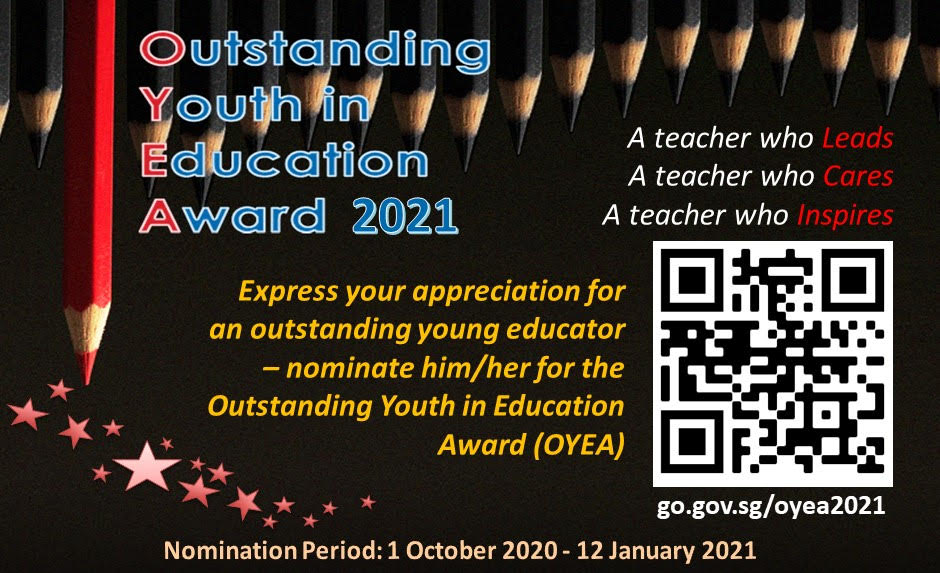 Outstanding
Youth in
Education
Award 2021
A teacher who Leads
A teacher who Cares
A teacher who Inspires
Express your appreciation for
an outstanding young educator
– nominate him/her for the
Outstanding Youth in Education
Award (OYEA)
go.gov.sg/oyea2021
Nomination Period: 1 October 2020 - 12 January 2021